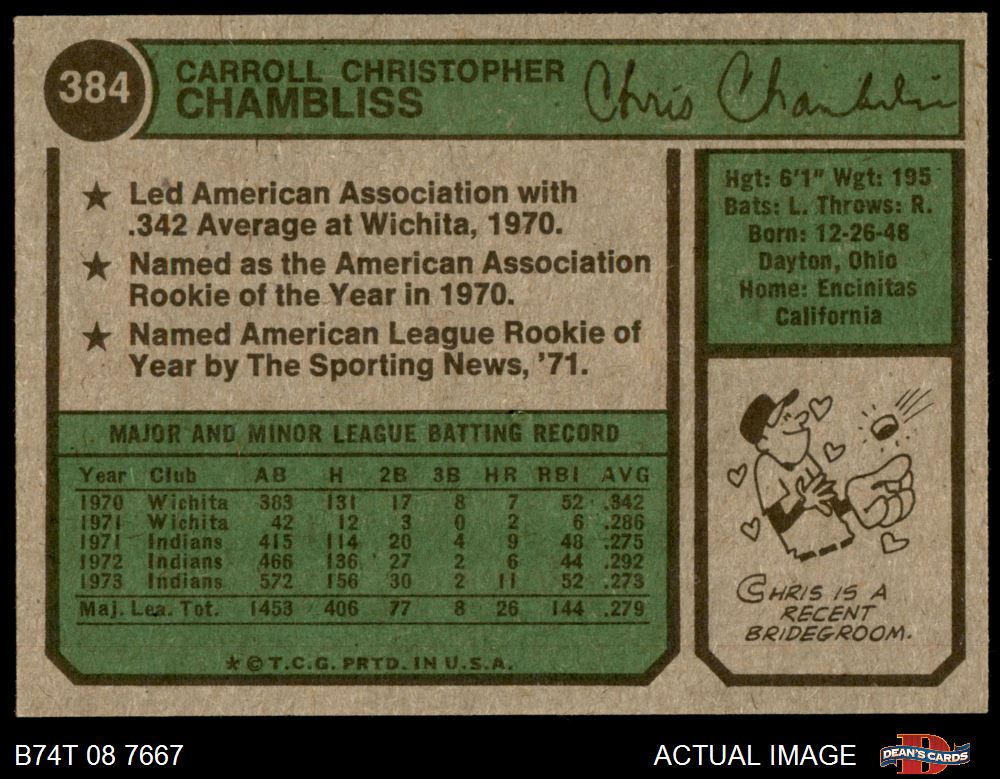 384
CARROLL CHRISTOPHER
CHAMBLISS
Chris Chambliss
★ Led American Association with
.342 Average at Wichita, 1970.
★ Named as the American Association
Rookie of the Year in 1970.
★ Named American League Rookie of
Year by The Sporting News, '71.
Hgt: 6'1" Wgt: 195
Bats: L. Throws: R.
Born: 12-26-48
Dayton, Ohio
Home: Encinitas
California
MAJOR AND MINOR LEAGUE BATTING RECORD
Year Club AB H 2B 3B HR RBI AVG
1970 Wichita 383 131 17 8 7 52 .342
1971 Wichita 42 12 3 0 2 6 .286
1971 Indians 415 114 20 4 9 48 .275
1972 Indians 466 136 27 2 6 44 .292
1973 Indians 572 156 30 2 11 52 .273
Maj. Lea. Tot. 1453 406 77 8 26 144 .279
★ © T.C.G. PRTD. IN U.S.A.
CHRIS IS A
RECENT
BRIDEGROOM.
B74T 08 7667
ACTUAL IMAGE
DEAN'S CARDS